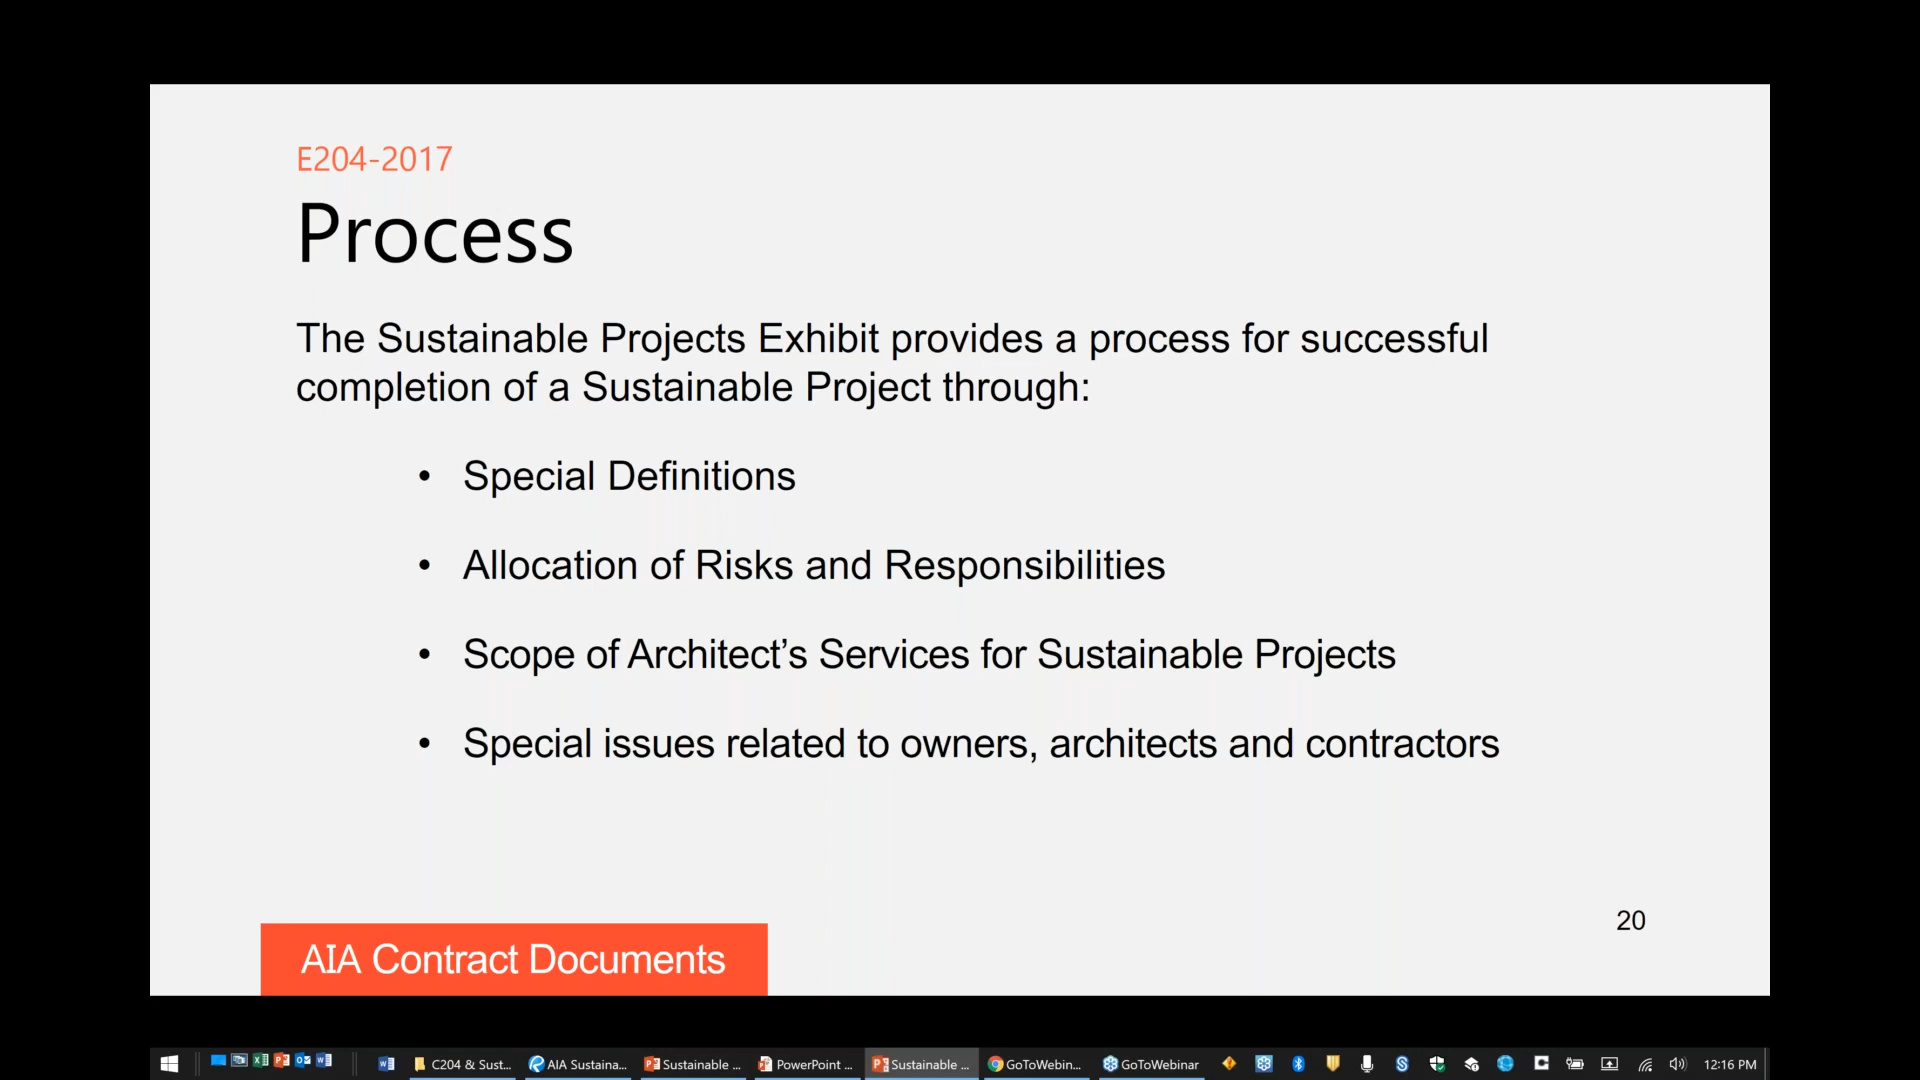 E204-2017
Process
The Sustainable Projects Exhibit provides a process for successful
completion of a Sustainable Project through:
• Special Definitions
• Allocation of Risks and Responsibilities
• Scope of Architect’s Services for Sustainable Projects
• Special issues related to owners, architects and contractors
20
AIA Contract Documents
C204 & Sust... AIA Sustaina... Sustainable ... PowerPoint ... Sustainable ... GoToWebin... GoToWebinar 12:16 PM